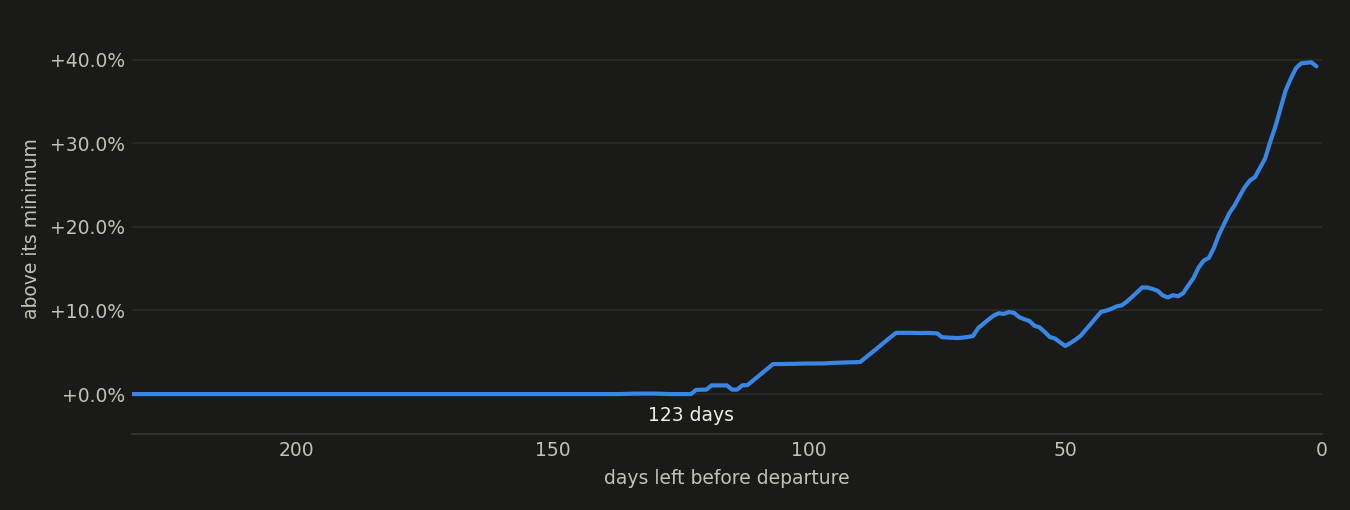 +40.0%
+30.0%
+20.0%
+10.0%
+0.0%
above its minimum
123 days
200 150 100 50 0
days left before departure